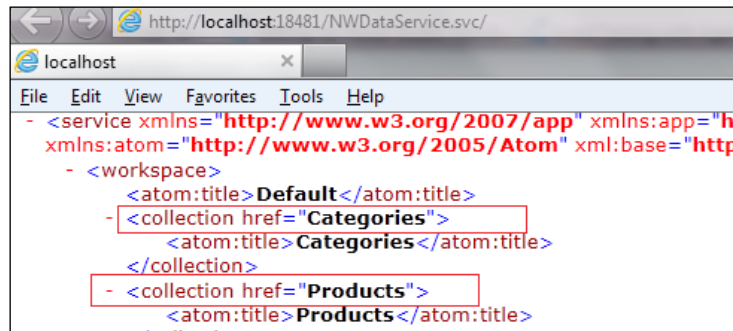 http://localhost:18481/NWDataService.svc/
localhost
File Edit View Favorites Tools Help
- <service xmlns="http://www.w3.org/2007/app" xmlns:app="h
xmlns:atom="http://www.w3.org/2005/Atom" xml:base="http
- <workspace>
<atom:title>Default</atom:title>
- <collection href="Categories">
<atom:title>Categories</atom:title>
</collection>
- <collection href="Products">
<atom:title>Products</atom:title>